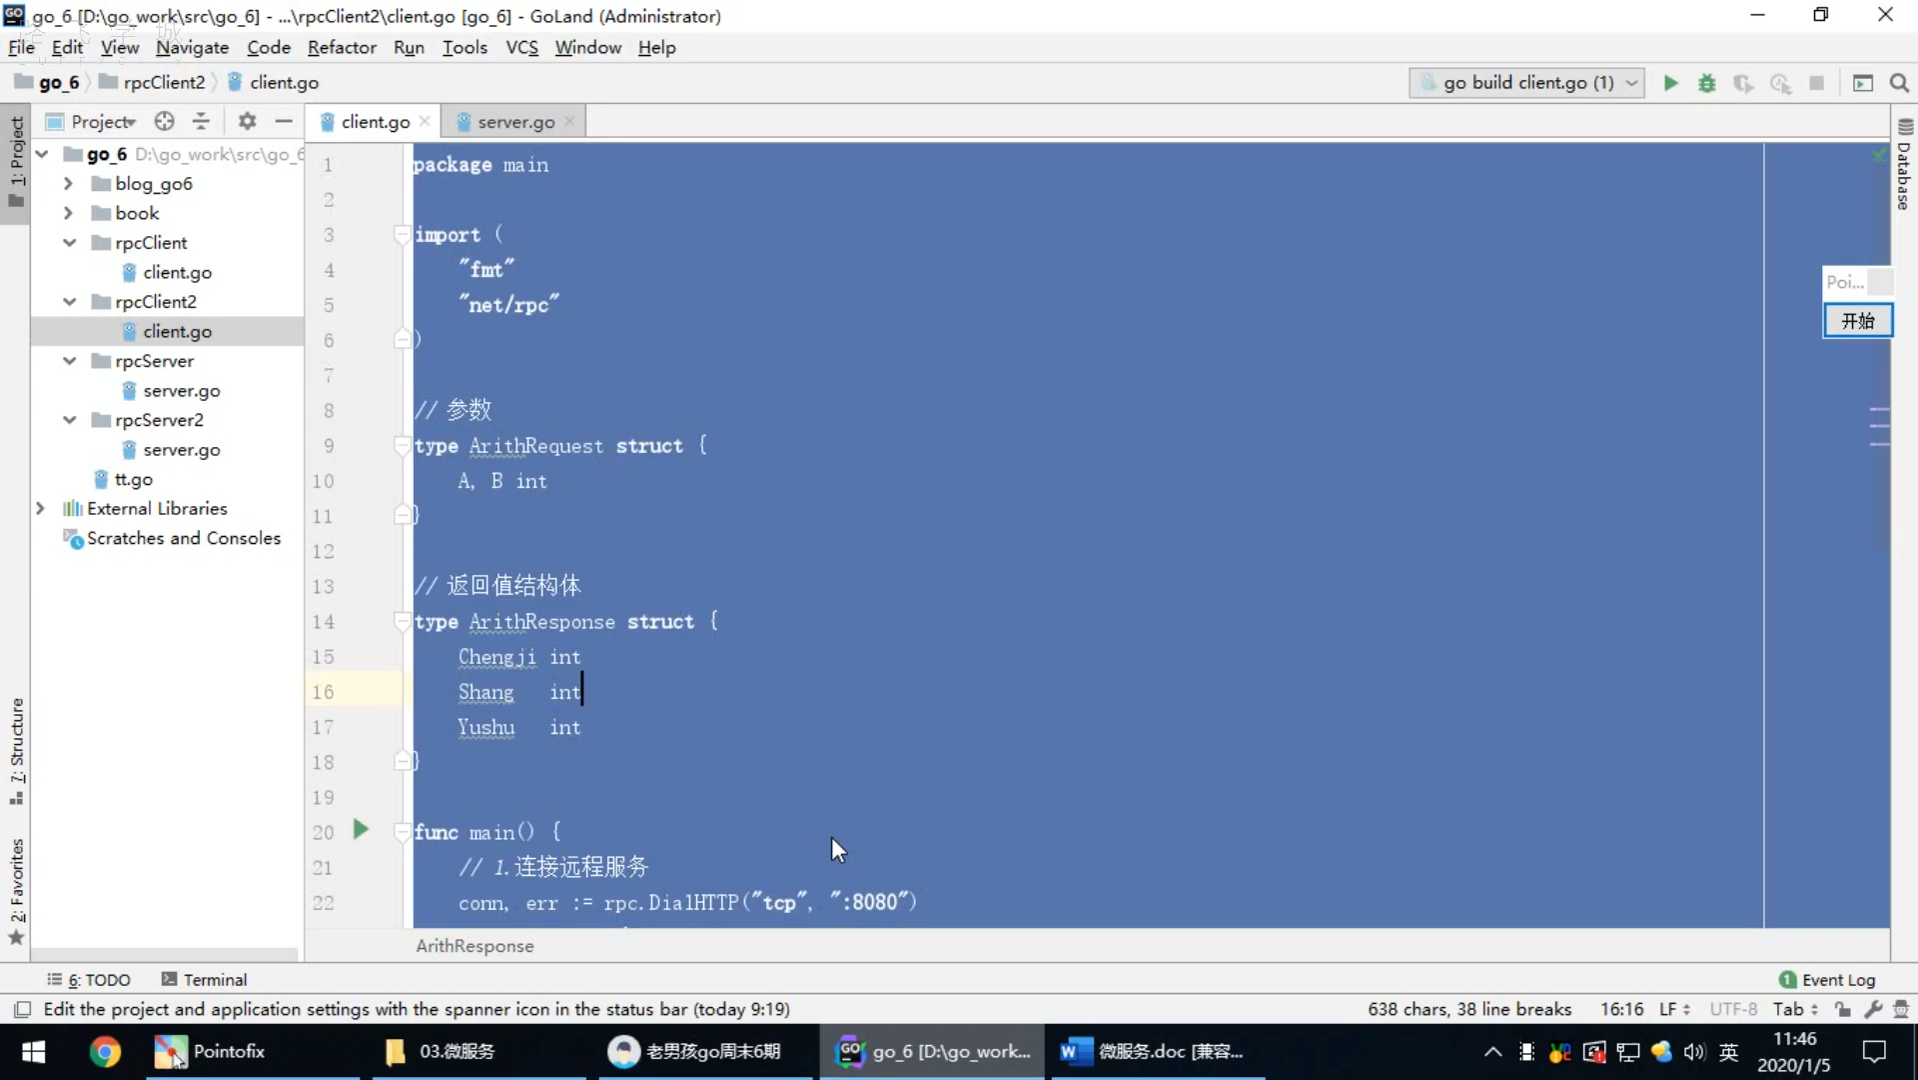 go_6 [D:\go_work\src\go_6] - ...\rpcClient2\client.go [go_6] - GoLand (Administrator)
File Edit View Navigate Code Refactor Run Tools VCS Window Help
go_6 rpcClient2 client.go
go build client.go (1)
Project
client.go
server.go
1: Project
Database
go_6 D:\go_work\src\go_6
blog_go6
book
rpcClient
client.go
rpcClient2
client.go
rpcServer
server.go
rpcServer2
server.go
tt.go
External Libraries
Scratches and Consoles
7: Structure
2: Favorites
1 package main
2
3 import (
4 "fmt"
5 "net/rpc"
6 )
7
8 // 参数
9 type ArithRequest struct {
10 A, B int
11 }
12
13 // 返回值结构体
14 type ArithResponse struct {
15 Chengji int
16 Shang int
17 Yushu int
18 }
19
20 func main() {
21 // 1.连接远程服务
22 conn, err := rpc.DialHTTP("tcp", ":8080")
Poi...
开始
ArithResponse
6: TODO
Terminal
1 Event Log
Edit the project and application settings with the spanner icon in the status bar (today 9:19)
638 chars, 38 line breaks 16:16 LF UTF-8 Tab
Pointofix
03.微服务
老男孩go周末6期
go_6 [D:\go_work...
微服务.doc [兼容...
英
11:46
2020/1/5